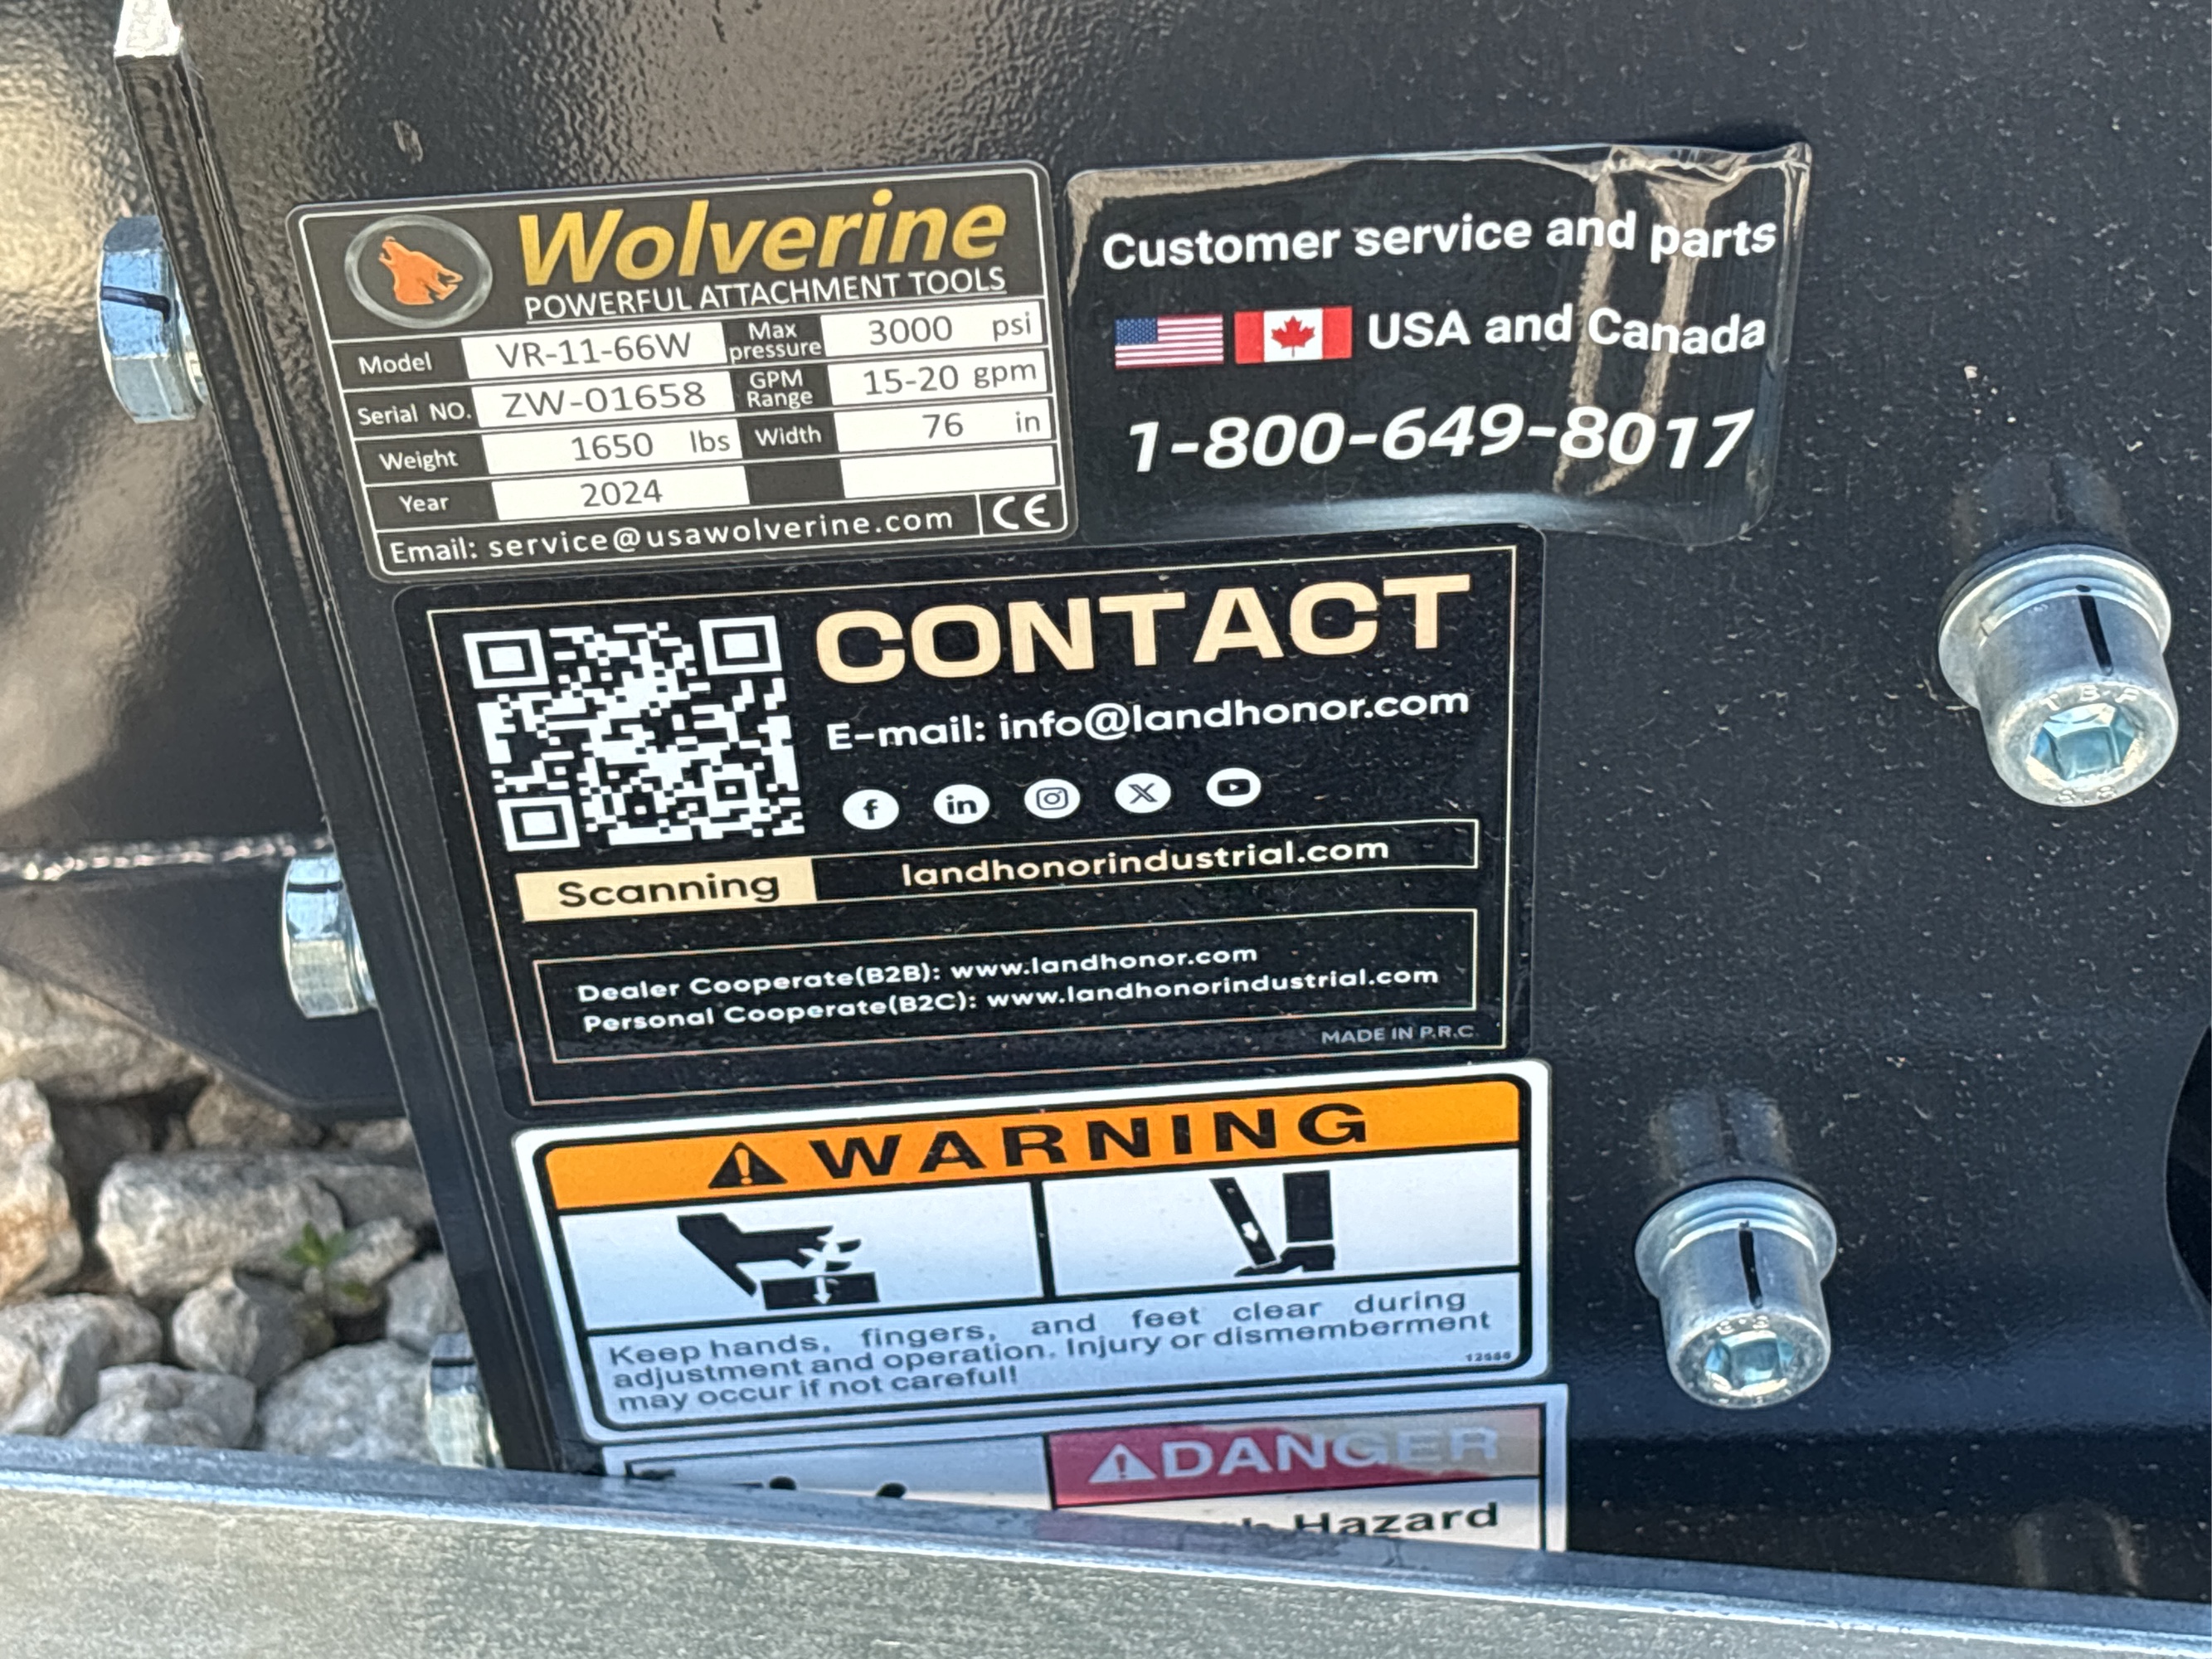 Wolverine
POWERFUL ATTACHMENT TOOLS
Model VR-11-66W Max pressure 3000 psi
Serial NO. ZW-01658 GPM Range 15-20 gpm
Weight 1650 lbs Width 76 in
Year 2024
Email: service@usawolverine.com CE
Customer service and parts
USA and Canada
1-800-649-8017
CONTACT
E-mail: info@landhonor.com
f in X
Scanning landhonorindustrial.com
Dealer Cooperate(B2B): www.landhonor.com
Personal Cooperate(B2C): www.landhonorindustrial.com
MADE IN P.R.C
WARNING
Keep hands, fingers, and feet clear during
adjustment and operation. Injury or dismemberment
may occur if not careful!
DANGER
Hazard
8.8